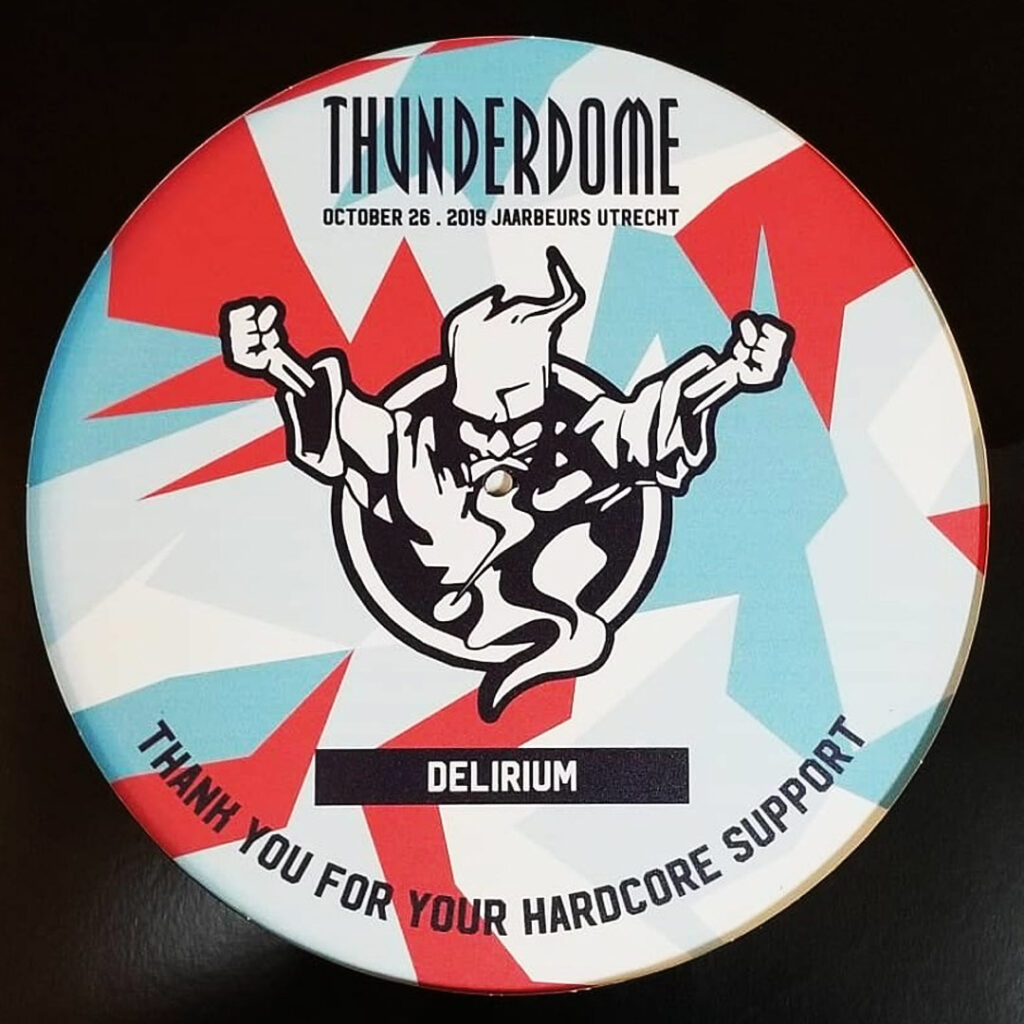 THUNDERDOME
OCTOBER 26 . 2019 JAARBEURS UTRECHT
DELIRIUM
THANK YOU FOR YOUR HARDCORE SUPPORT